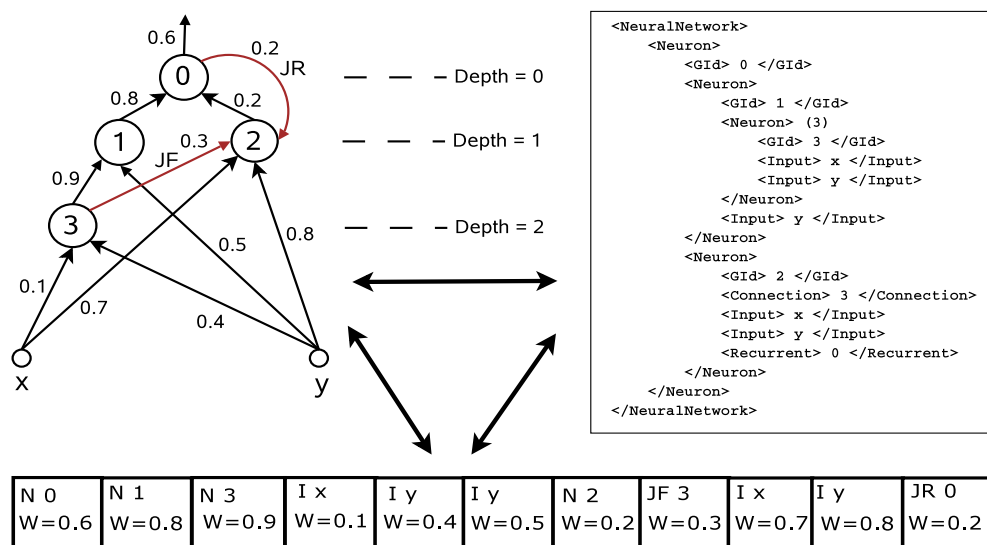 0.6
0.2
JR
0
Depth = 0
0.8
0.2
1
0.3
2
Depth = 1
JF
0.9
3
Depth = 2
0.8
0.5
0.1
0.7
0.4
x
y
<NeuralNetwork>
<Neuron>
<GId> 0 </GId>
<Neuron>
<GId> 1 </GId>
<Neuron> (3)
<GId> 3 </GId>
<Input> x </Input>
<Input> y </Input>
</Neuron>
<Input> y </Input>
</Neuron>
<Neuron>
<GId> 2 </GId>
<Connection> 3 </Connection>
<Input> x </Input>
<Input> y </Input>
<Recurrent> 0 </Recurrent>
</Neuron>
</Neuron>
</NeuralNetwork>
N 0 N 1 N 3 I x I y I y N 2 JF 3 I x I y JR 0
W=0.6 W=0.8 W=0.9 W=0.1 W=0.4 W=0.5 W=0.2 W=0.3 W=0.7 W=0.8 W=0.2